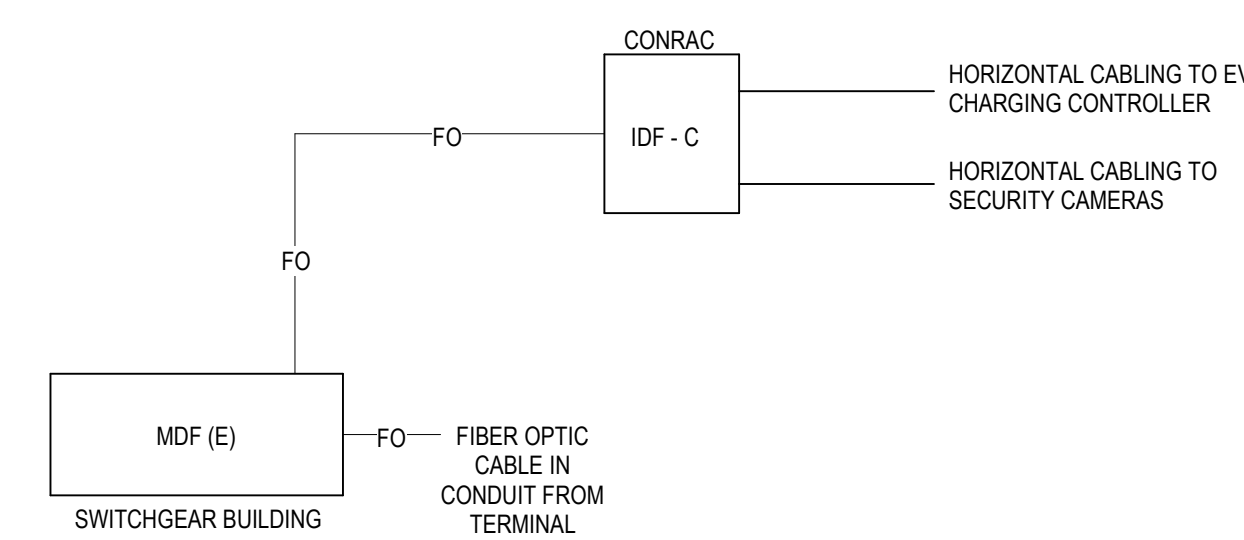 CONRAC
IDF - C
HORIZONTAL CABLING TO EV
CHARGING CONTROLLER
HORIZONTAL CABLING TO
SECURITY CAMERAS
FO
FO
MDF (E)
FO
FIBER OPTIC
CABLE IN
CONDUIT FROM
TERMINAL
SWITCHGEAR BUILDING